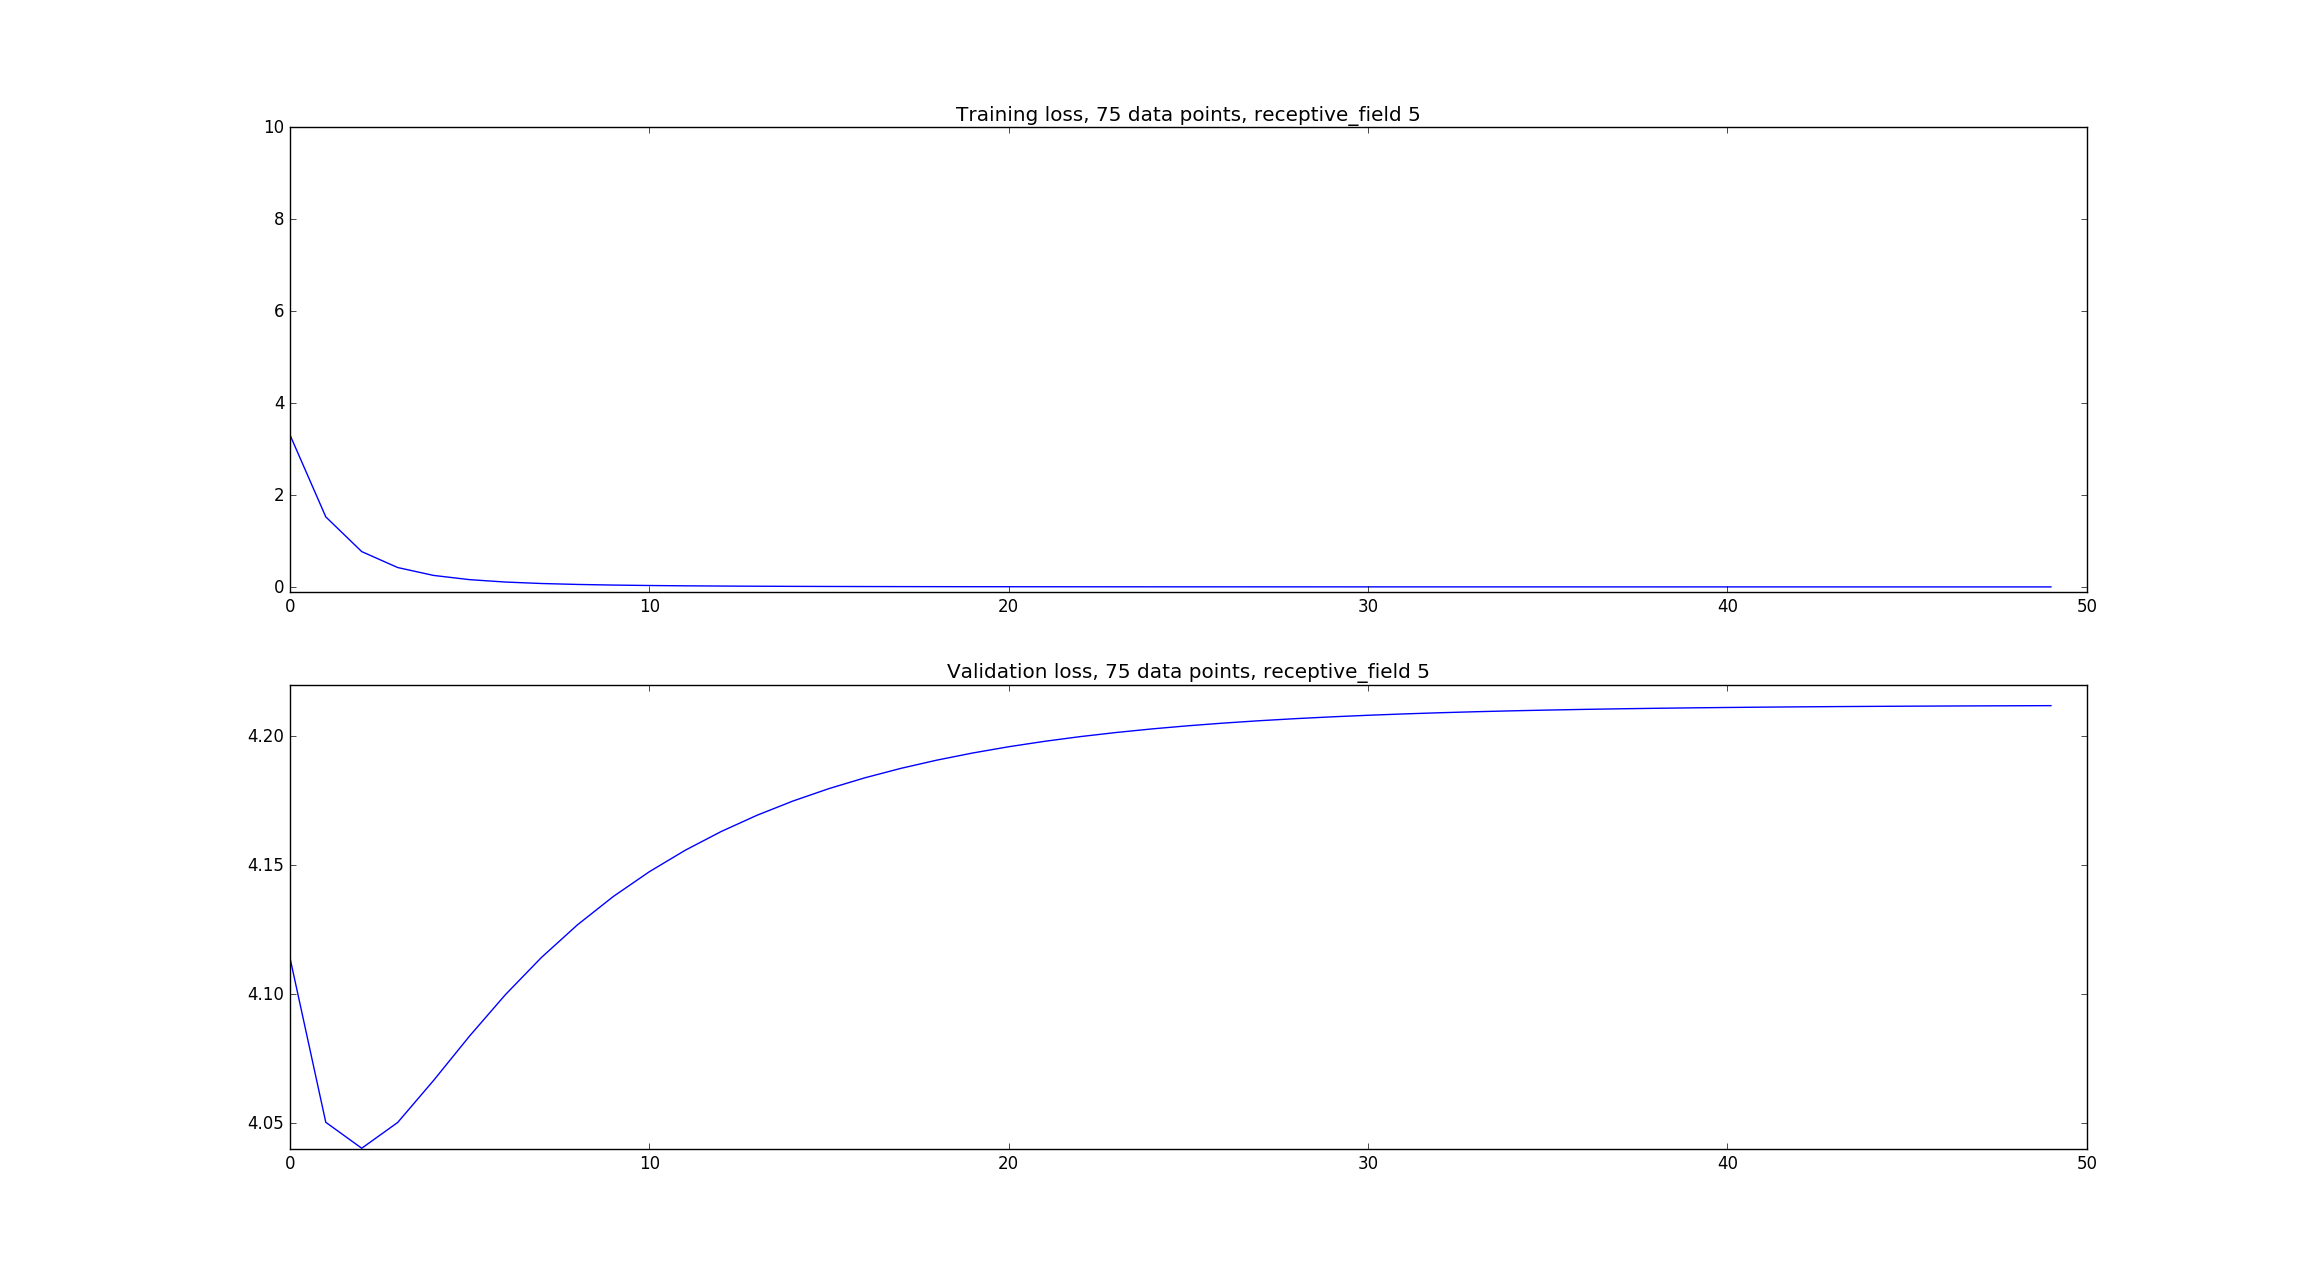 Training loss, 75 data points, receptive_field 5
10
8
6
4
2
0
0 10 20 30 40 50
Validation loss, 75 data points, receptive_field 5
4.20
4.15
4.10
4.05
0 10 20 30 40 50